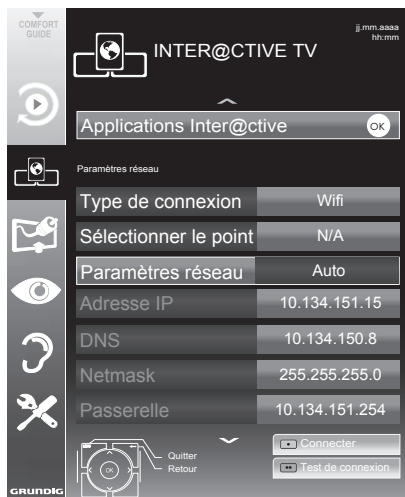 COMFORT
GUIDE
jj.mm.aaaa
hh:mm
INTER@CTIVE TV
Applications Inter@ctive OK
Paramètres réseau
Type de connexion Wifi
Sélectionner le point N/A
Paramètres réseau Auto
Adresse IP 10.134.151.15
DNS 10.134.150.8
Netmask 255.255.255.0
Passerelle 10.134.151.254
OK
Quitter
Retour
Connecter
Test de connexion
GRUNDIG